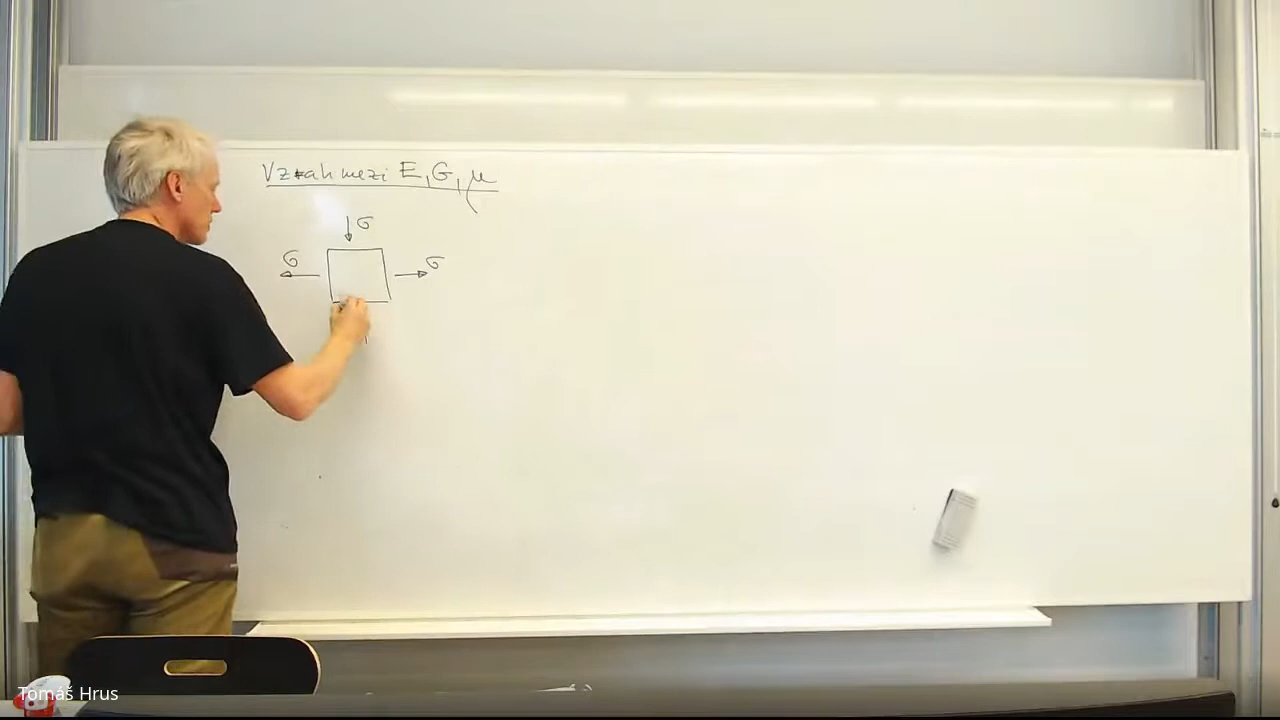 Vztah mezi E, G, μ
σ
σ
σ
Tomáš Hrus